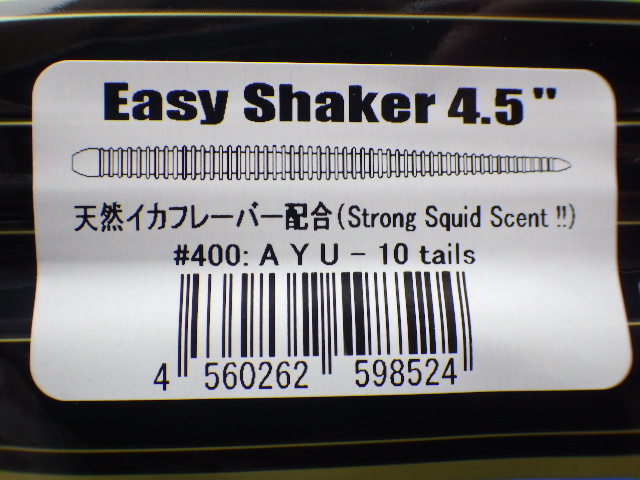 Easy Shaker 4.5"
天然イカフレーバー配合(Strong Squid Scent !!)
#400: A Y U - 10 tails
4 560262 598524